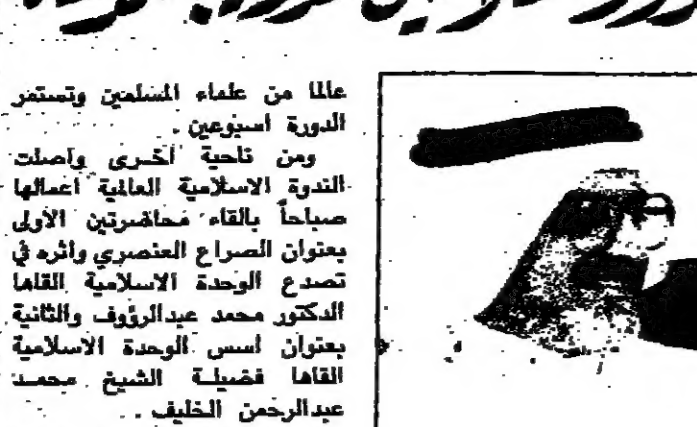 عالما من علماء المسلمين وتستمر
الدورة اسبوعين .
ومن ناحية اخرى واصلت
الندوة الاسلامية العالمية اعمالها
صباحاً بالقاء محاضرتين الاولى
بعنوان الصراع العنصري واثره في
تصدع الوحدة الاسلامية القاها
الدكتور محمد عبدالرؤوف والثانية
بعنوان اسس الوحدة الاسلامية
القاها فضيلة الشيخ محمد
عبدالرحمن الخليف .